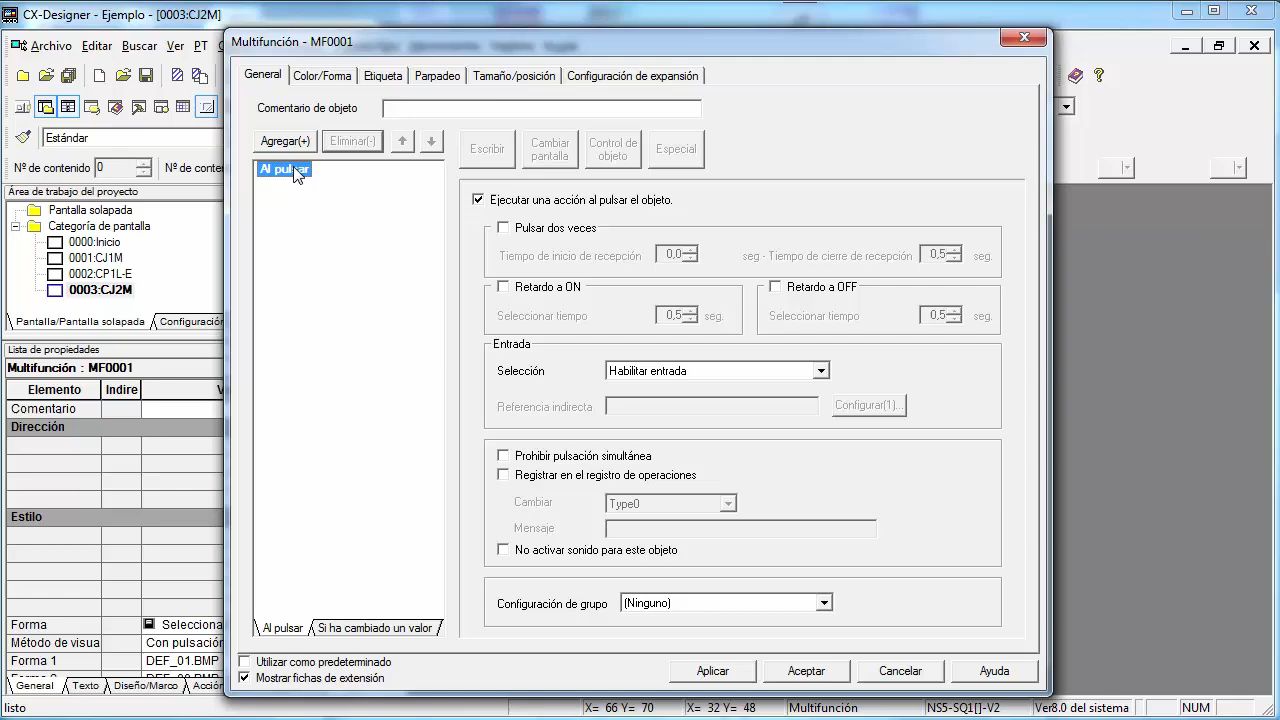 CX-Designer - Ejemplo - [0003:CJ2M]
Archivo Editar Buscar Ver PT
Estándar
Nº de contenido 0 Nº de contenido
Área de trabajo del proyecto
Pantalla solapada
Categoría de pantalla
0000:Inicio
0001:CJ1M
0002:CP1L-E
0003:CJ2M
Pantalla/Pantalla solapada Configuración
Lista de propiedades
Multifunción : MF0001
Elemento Indire V
Comentario
Dirección
Estilo
Forma Selecciona
Método de visua Con pulsación
Forma 1 DEF_01.BMP
General Texto Diseño/Marco Acción
listo X= 66 Y= 70 X= 32 Y= 48 Multifunción NS5-SQ1[]-V2 Ver8.0 del sistema NUM
Multifunción - MF0001
General Color/Forma Etiqueta Parpadeo Tamaño/posición Configuración de expansión
Comentario de objeto
Agregar(+) Eliminar(-)
Escribir Cambiar pantalla Control de objeto Especial
Al pulsar
Ejecutar una acción al pulsar el objeto.
Pulsar dos veces
Tiempo de inicio de recepción 0,0 seg - Tiempo de cierre de recepción 0,5 seg.
Retardo a ON Retardo a OFF
Seleccionar tiempo 0,5 seg. Seleccionar tiempo 0,5 seg.
Entrada
Selección Habilitar entrada
Referencia indirecta Configurar(1)...
Prohibir pulsación simultánea
Registrar en el registro de operaciones
Cambiar Type0
Mensaje
No activar sonido para este objeto
Configuración de grupo (Ninguno)
Al pulsar Si ha cambiado un valor
Utilizar como predeterminado
Mostrar fichas de extensión
Aplicar Aceptar Cancelar Ayuda